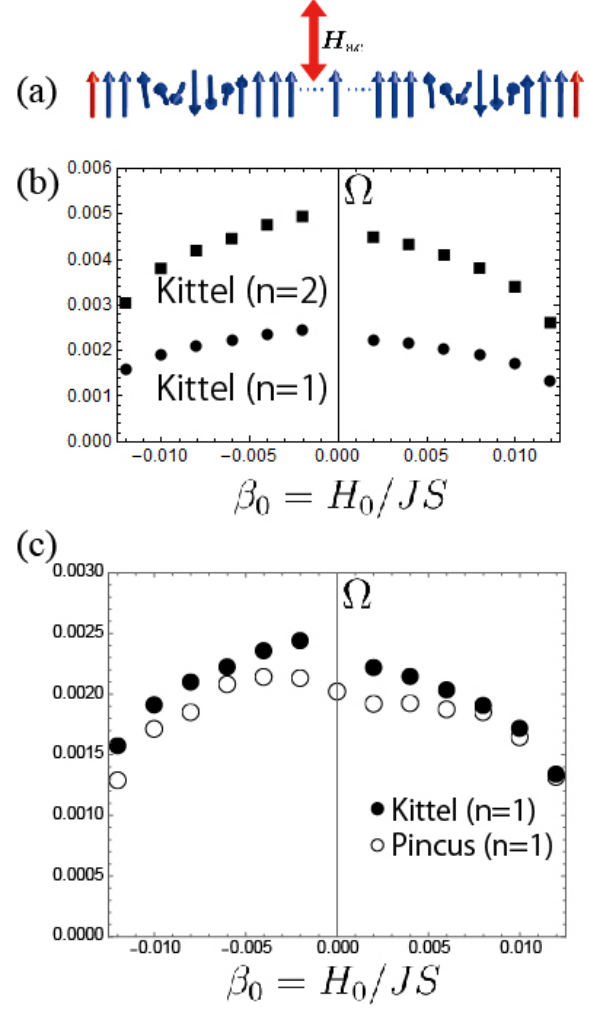 (a)
H_ac
(b)
0.006
0.005
0.004
0.003
0.002
0.001
0.000
Ω
Kittel (n=2)
Kittel (n=1)
−0.010 −0.005 0.000 0.005 0.010
β₀ = H₀/JS
(c)
0.0030
0.0025
0.0020
0.0015
0.0010
0.0005
0.0000
Ω
Kittel (n=1)
Pincus (n=1)
-0.010 -0.005 0.000 0.005 0.010
β₀ = H₀/JS